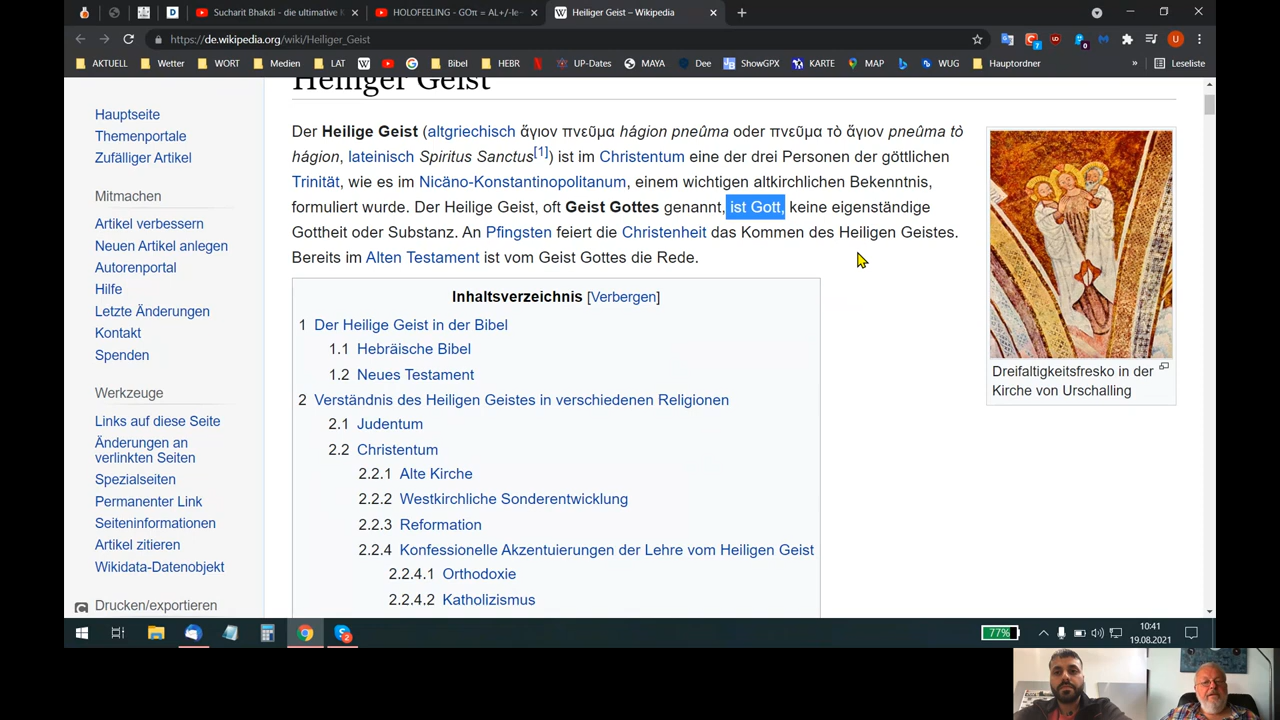 Sucharit Bhakdi - die ultimative K
HOLOFEELING - GOπ = AL+/-le~
Heiliger Geist – Wikipedia
https://de.wikipedia.org/wiki/Heiliger_Geist
AKTUELL Wetter WORT Medien LAT Bibel HEBR UP-Dates MAYA Dee ShowGPX KARTE MAP WUG Hauptordner » Leseliste
Heiliger Geist
Hauptseite
Themenportale
Zufälliger Artikel
Mitmachen
Artikel verbessern
Neuen Artikel anlegen
Autorenportal
Hilfe
Letzte Änderungen
Kontakt
Spenden
Werkzeuge
Links auf diese Seite
Änderungen an
verlinkten Seiten
Spezialseiten
Permanenter Link
Seiteninformationen
Artikel zitieren
Wikidata-Datenobjekt
Drucken/exportieren
Der Heilige Geist (altgriechisch ἅγιον πνεῦμα hágion pneûma oder πνεῦμα τὸ ἅγιον pneûma tò
hágion, lateinisch Spiritus Sanctus[1]) ist im Christentum eine der drei Personen der göttlichen
Trinität, wie es im Nicäno-Konstantinopolitanum, einem wichtigen altkirchlichen Bekenntnis,
formuliert wurde. Der Heilige Geist, oft Geist Gottes genannt, ist Gott, keine eigenständige
Gottheit oder Substanz. An Pfingsten feiert die Christenheit das Kommen des Heiligen Geistes.
Bereits im Alten Testament ist vom Geist Gottes die Rede.
Dreifaltigkeitsfresko in der
Kirche von Urschalling
Inhaltsverzeichnis [Verbergen]
1 Der Heilige Geist in der Bibel
1.1 Hebräische Bibel
1.2 Neues Testament
2 Verständnis des Heiligen Geistes in verschiedenen Religionen
2.1 Judentum
2.2 Christentum
2.2.1 Alte Kirche
2.2.2 Westkirchliche Sonderentwicklung
2.2.3 Reformation
2.2.4 Konfessionelle Akzentuierungen der Lehre vom Heiligen Geist
2.2.4.1 Orthodoxie
2.2.4.2 Katholizismus
77%
10:41
19.08.2021